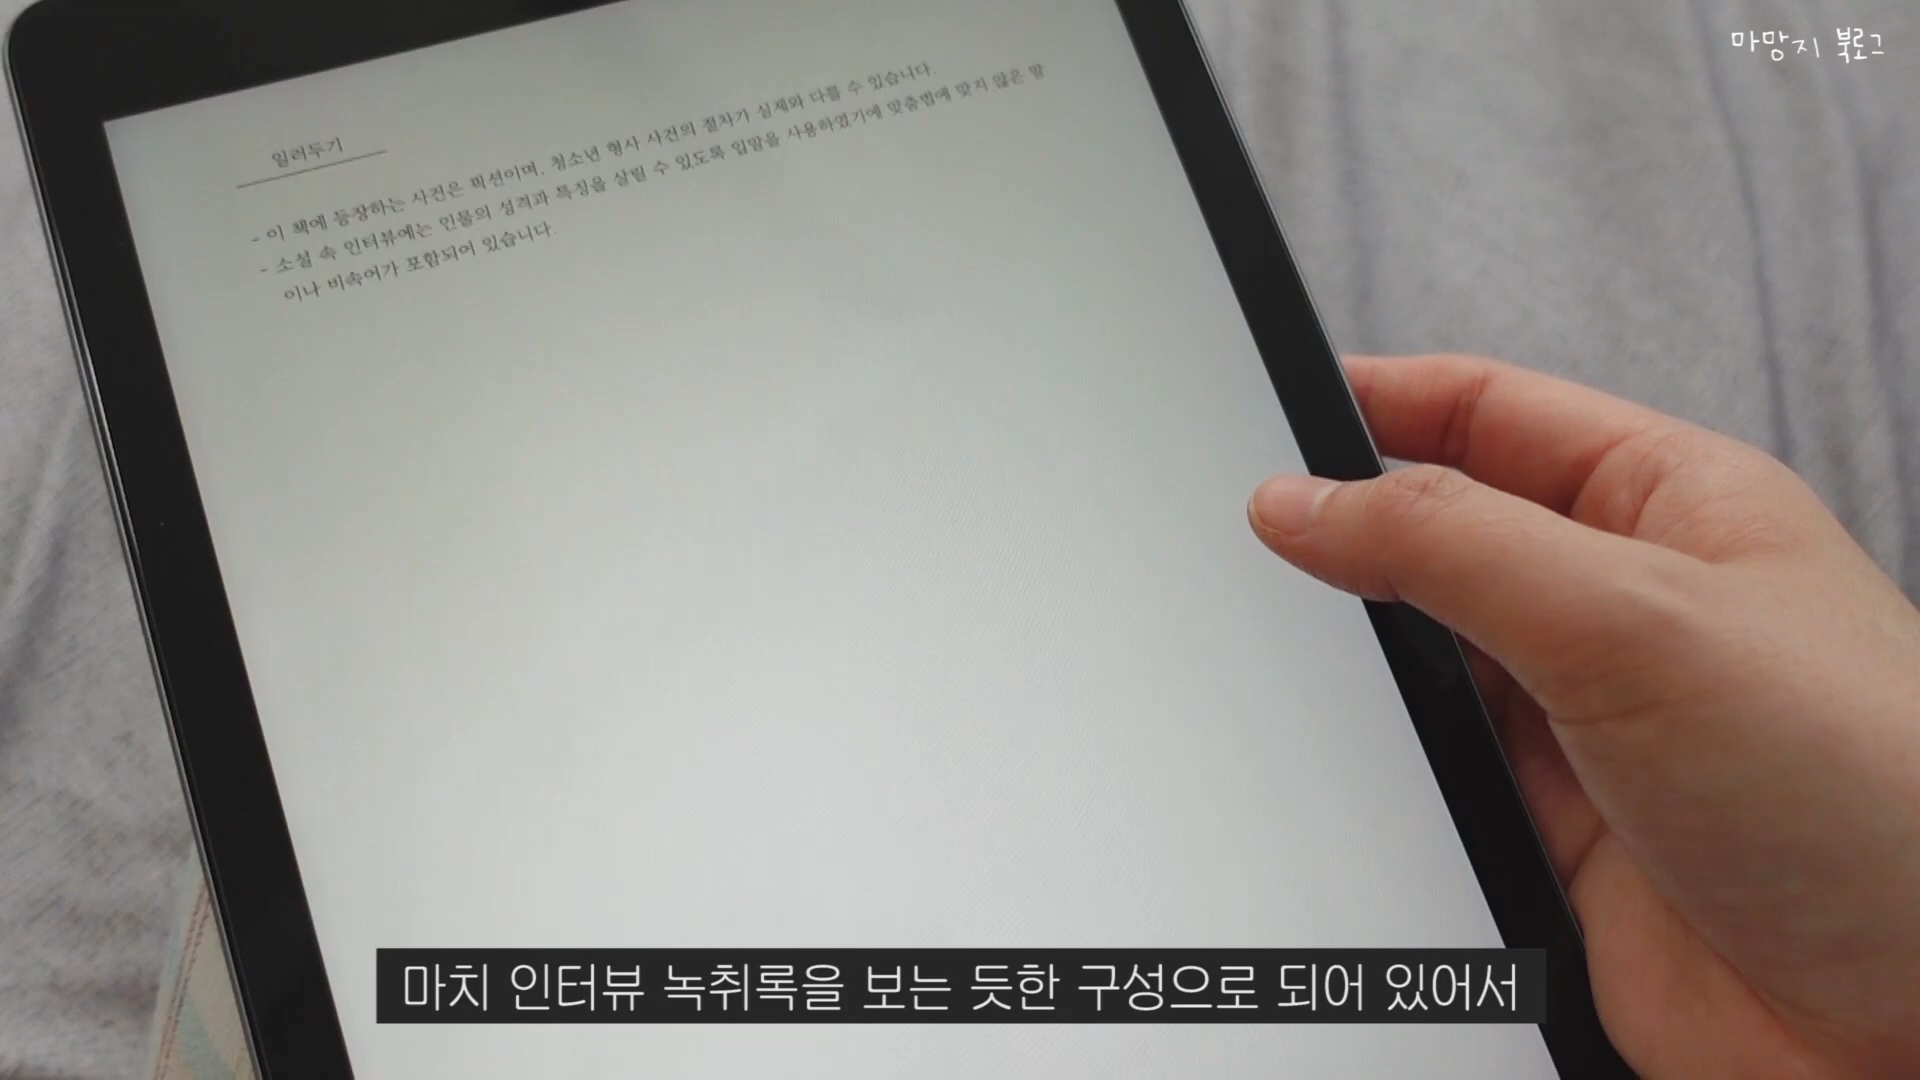 마망지 북로그
일러두기
- 이 책에 등장하는 사건은 픽션이며, 청소년 형사 사건의 절차가 실제와 다를 수 있습니다.
- 소설 속 인터뷰에는 인물의 성격과 특징을 살릴 수 있도록 입말을 사용하였기에 맞춤법에 맞지 않은 말
이나 비속어가 포함되어 있습니다.
마치 인터뷰 녹취록을 보는 듯한 구성으로 되어 있어서